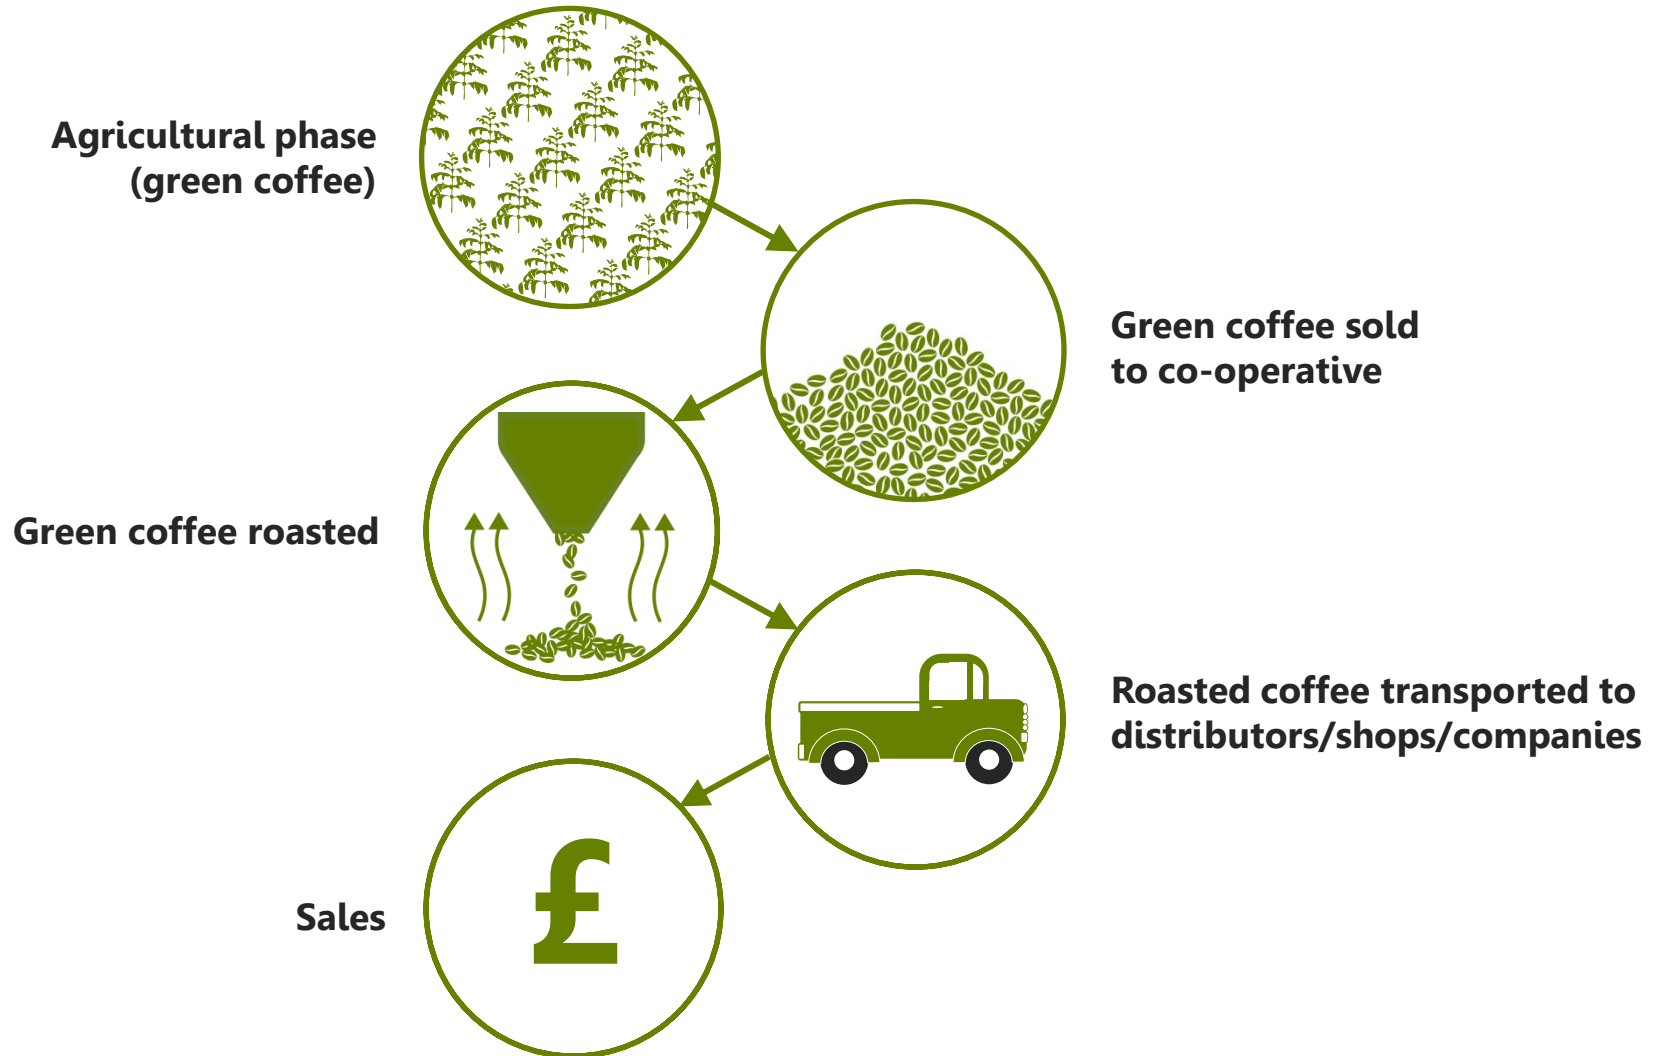 Agricultural phase
(green coffee)
Green coffee sold
to co-operative
Green coffee roasted
Roasted coffee transported to
distributors/shops/companies
Sales
£